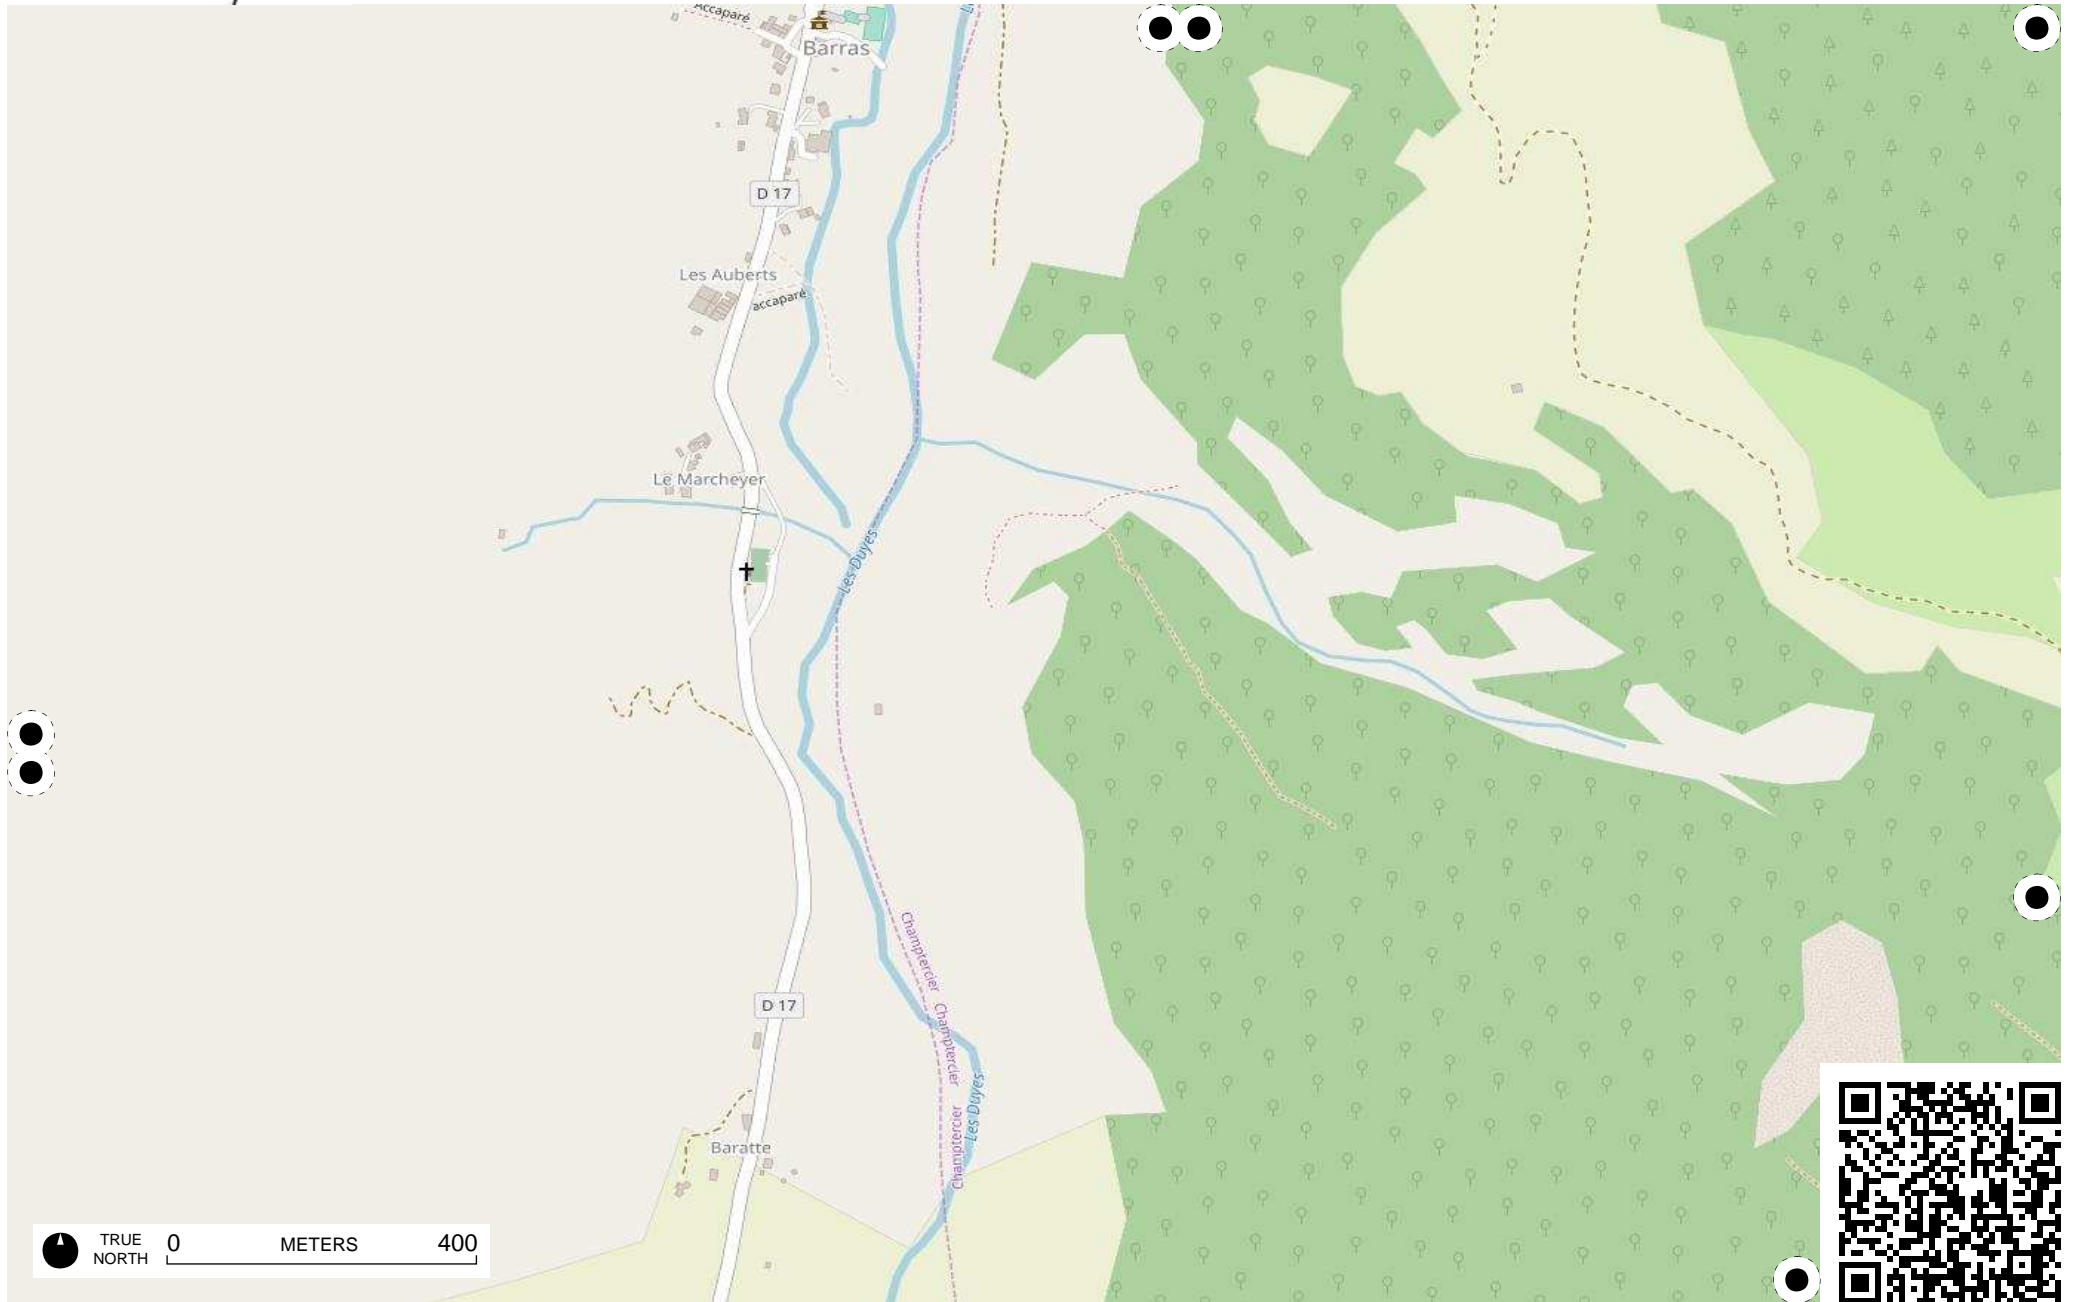 Accaparé
Barras
D 17
Les Auberts
accaparé
Le Marcheyer
Les Duyes
Champtercier
Champtercier
D 17
Les Duyes
Champtercier
Baratte
TRUE
NORTH
0 METERS 400